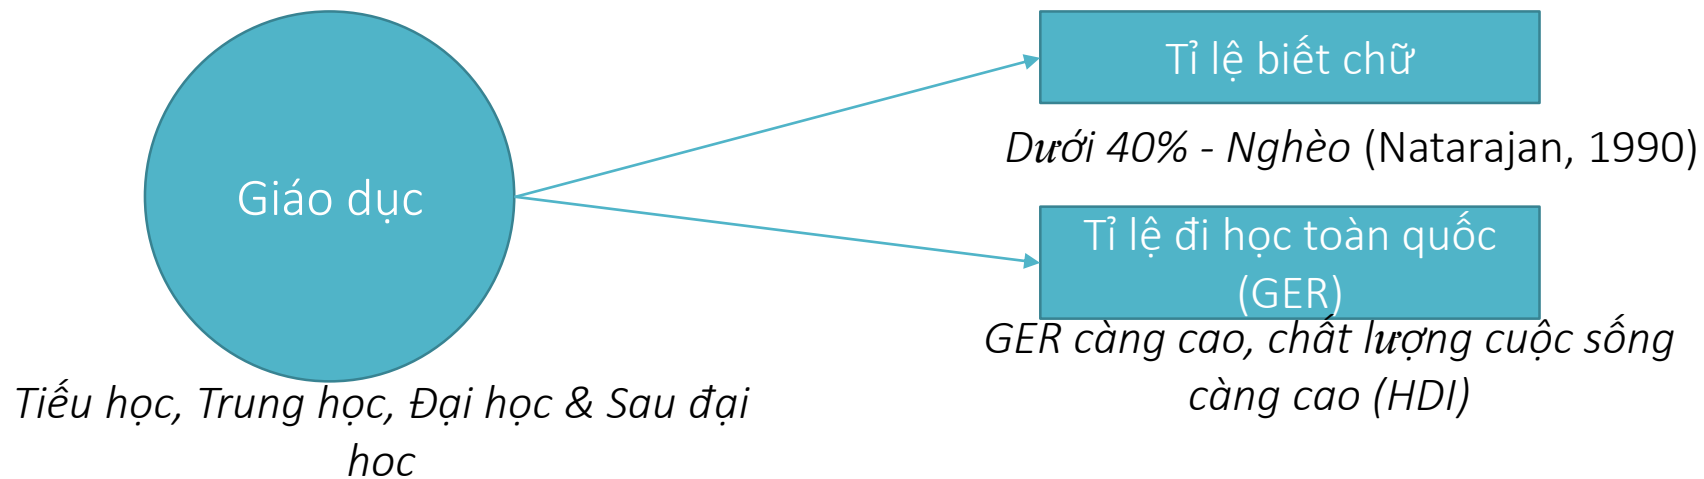 Giáo dục
Tiếu học, Trung học, Đại học & Sau đại
học
Tỉ lệ biết chữ
Dưới 40% - Nghèo (Natarajan, 1990)
Tỉ lệ đi học toàn quốc
(GER)
GER càng cao, chất lượng cuộc sống
càng cao (HDI)